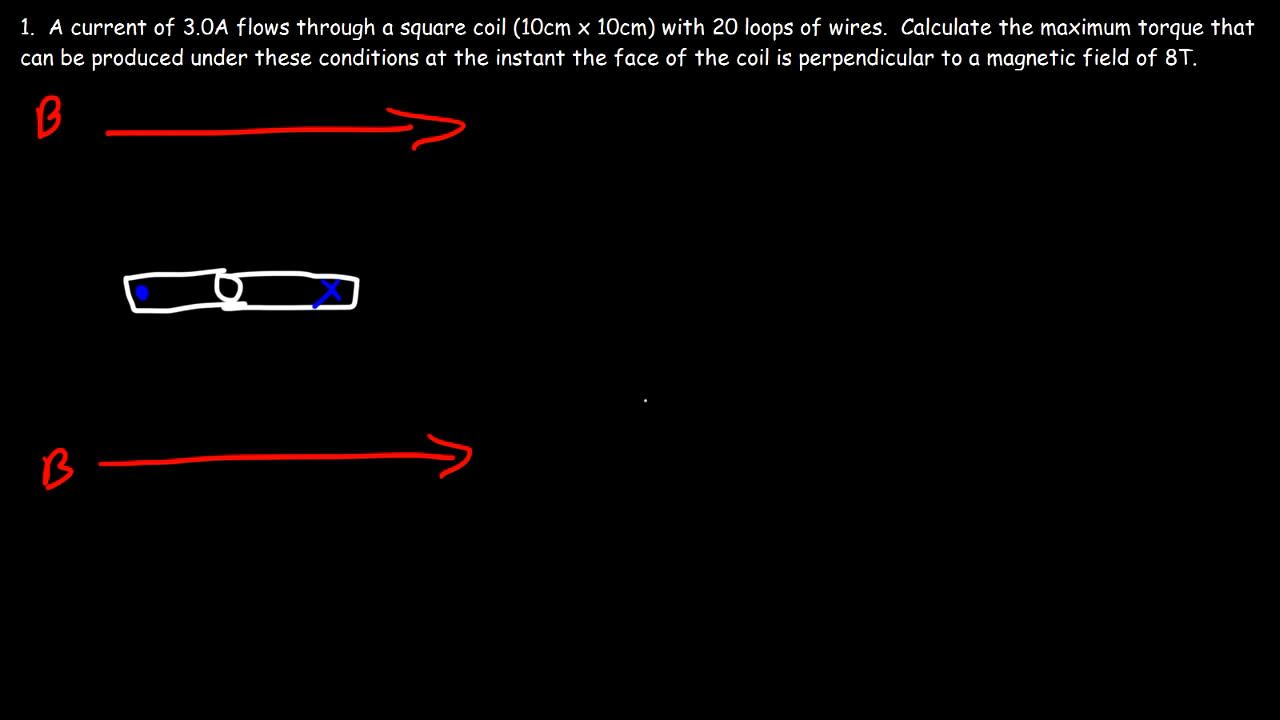 1. A current of 3.0A flows through a square coil (10cm x 10cm) with 20 loops of wires. Calculate the maximum torque that
can be produced under these conditions at the instant the face of the coil is perpendicular to a magnetic field of 8T.
B
X
B